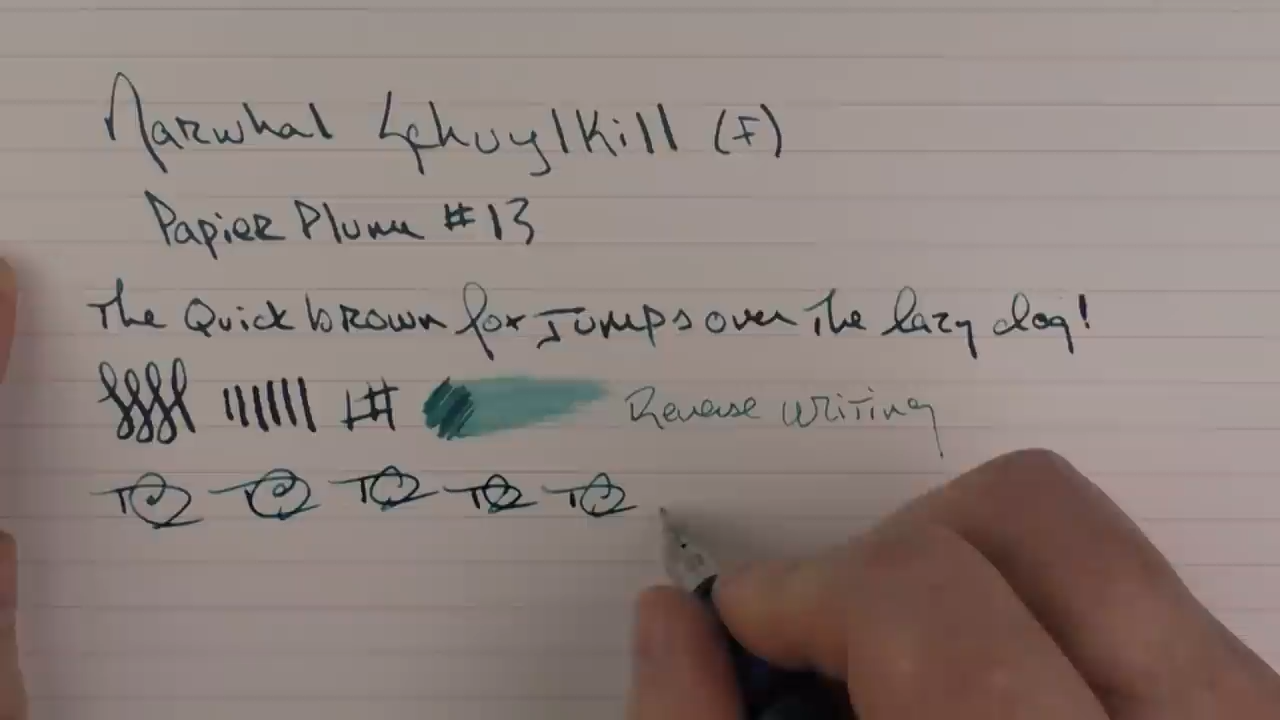 Narwhal Schuylkill (F)
Papier Plume #13
The Quick brown fox Jumps over The lazy dog!
# Reverse Writing